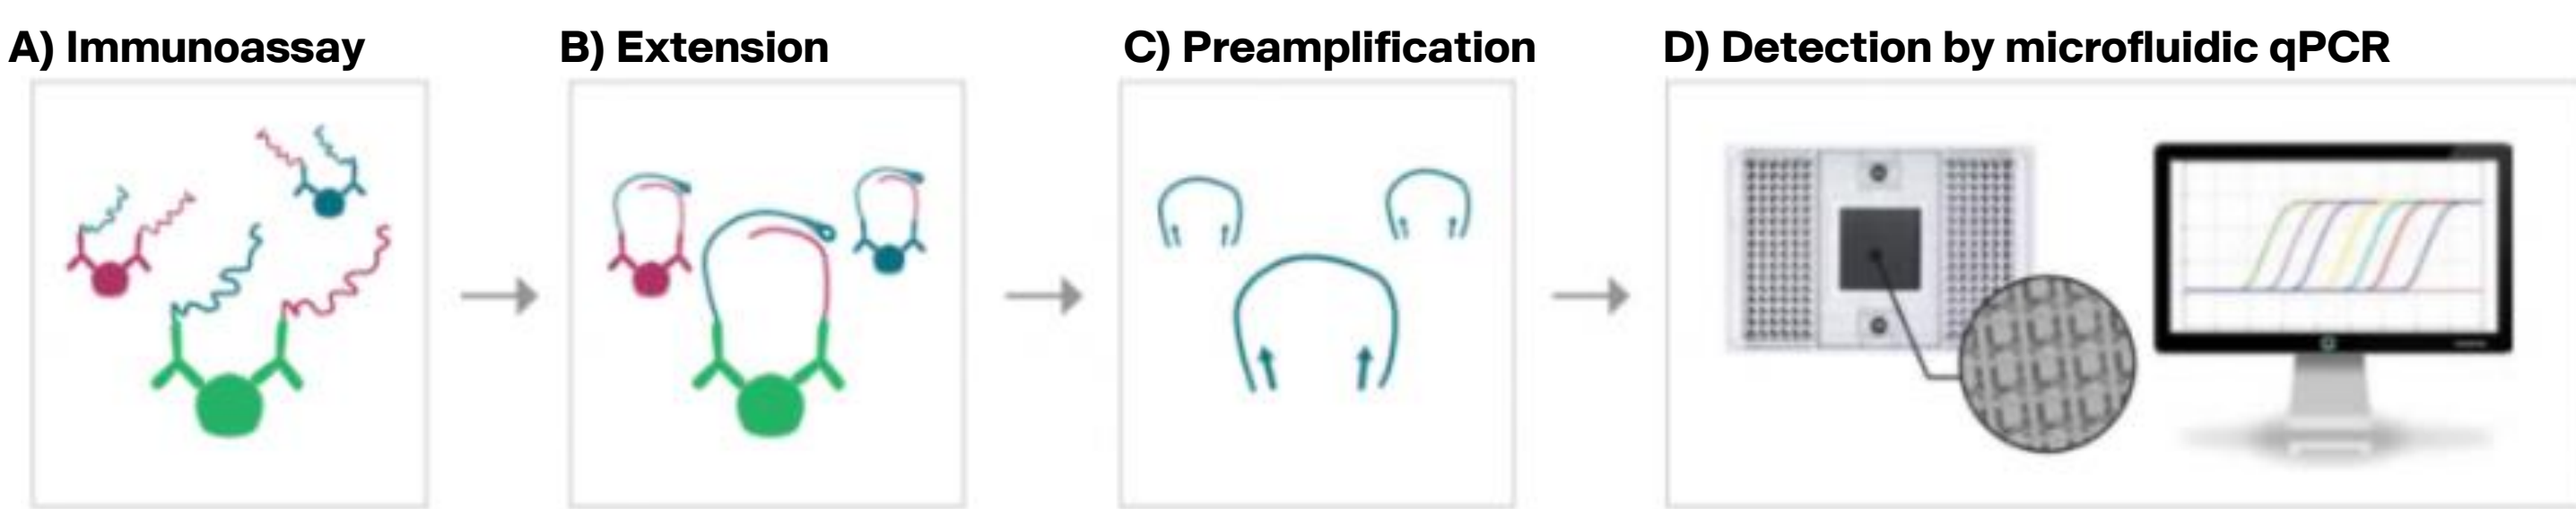 A) Immunoassay
B) Extension
C) Preamplification
D) Detection by microfluidic qPCR